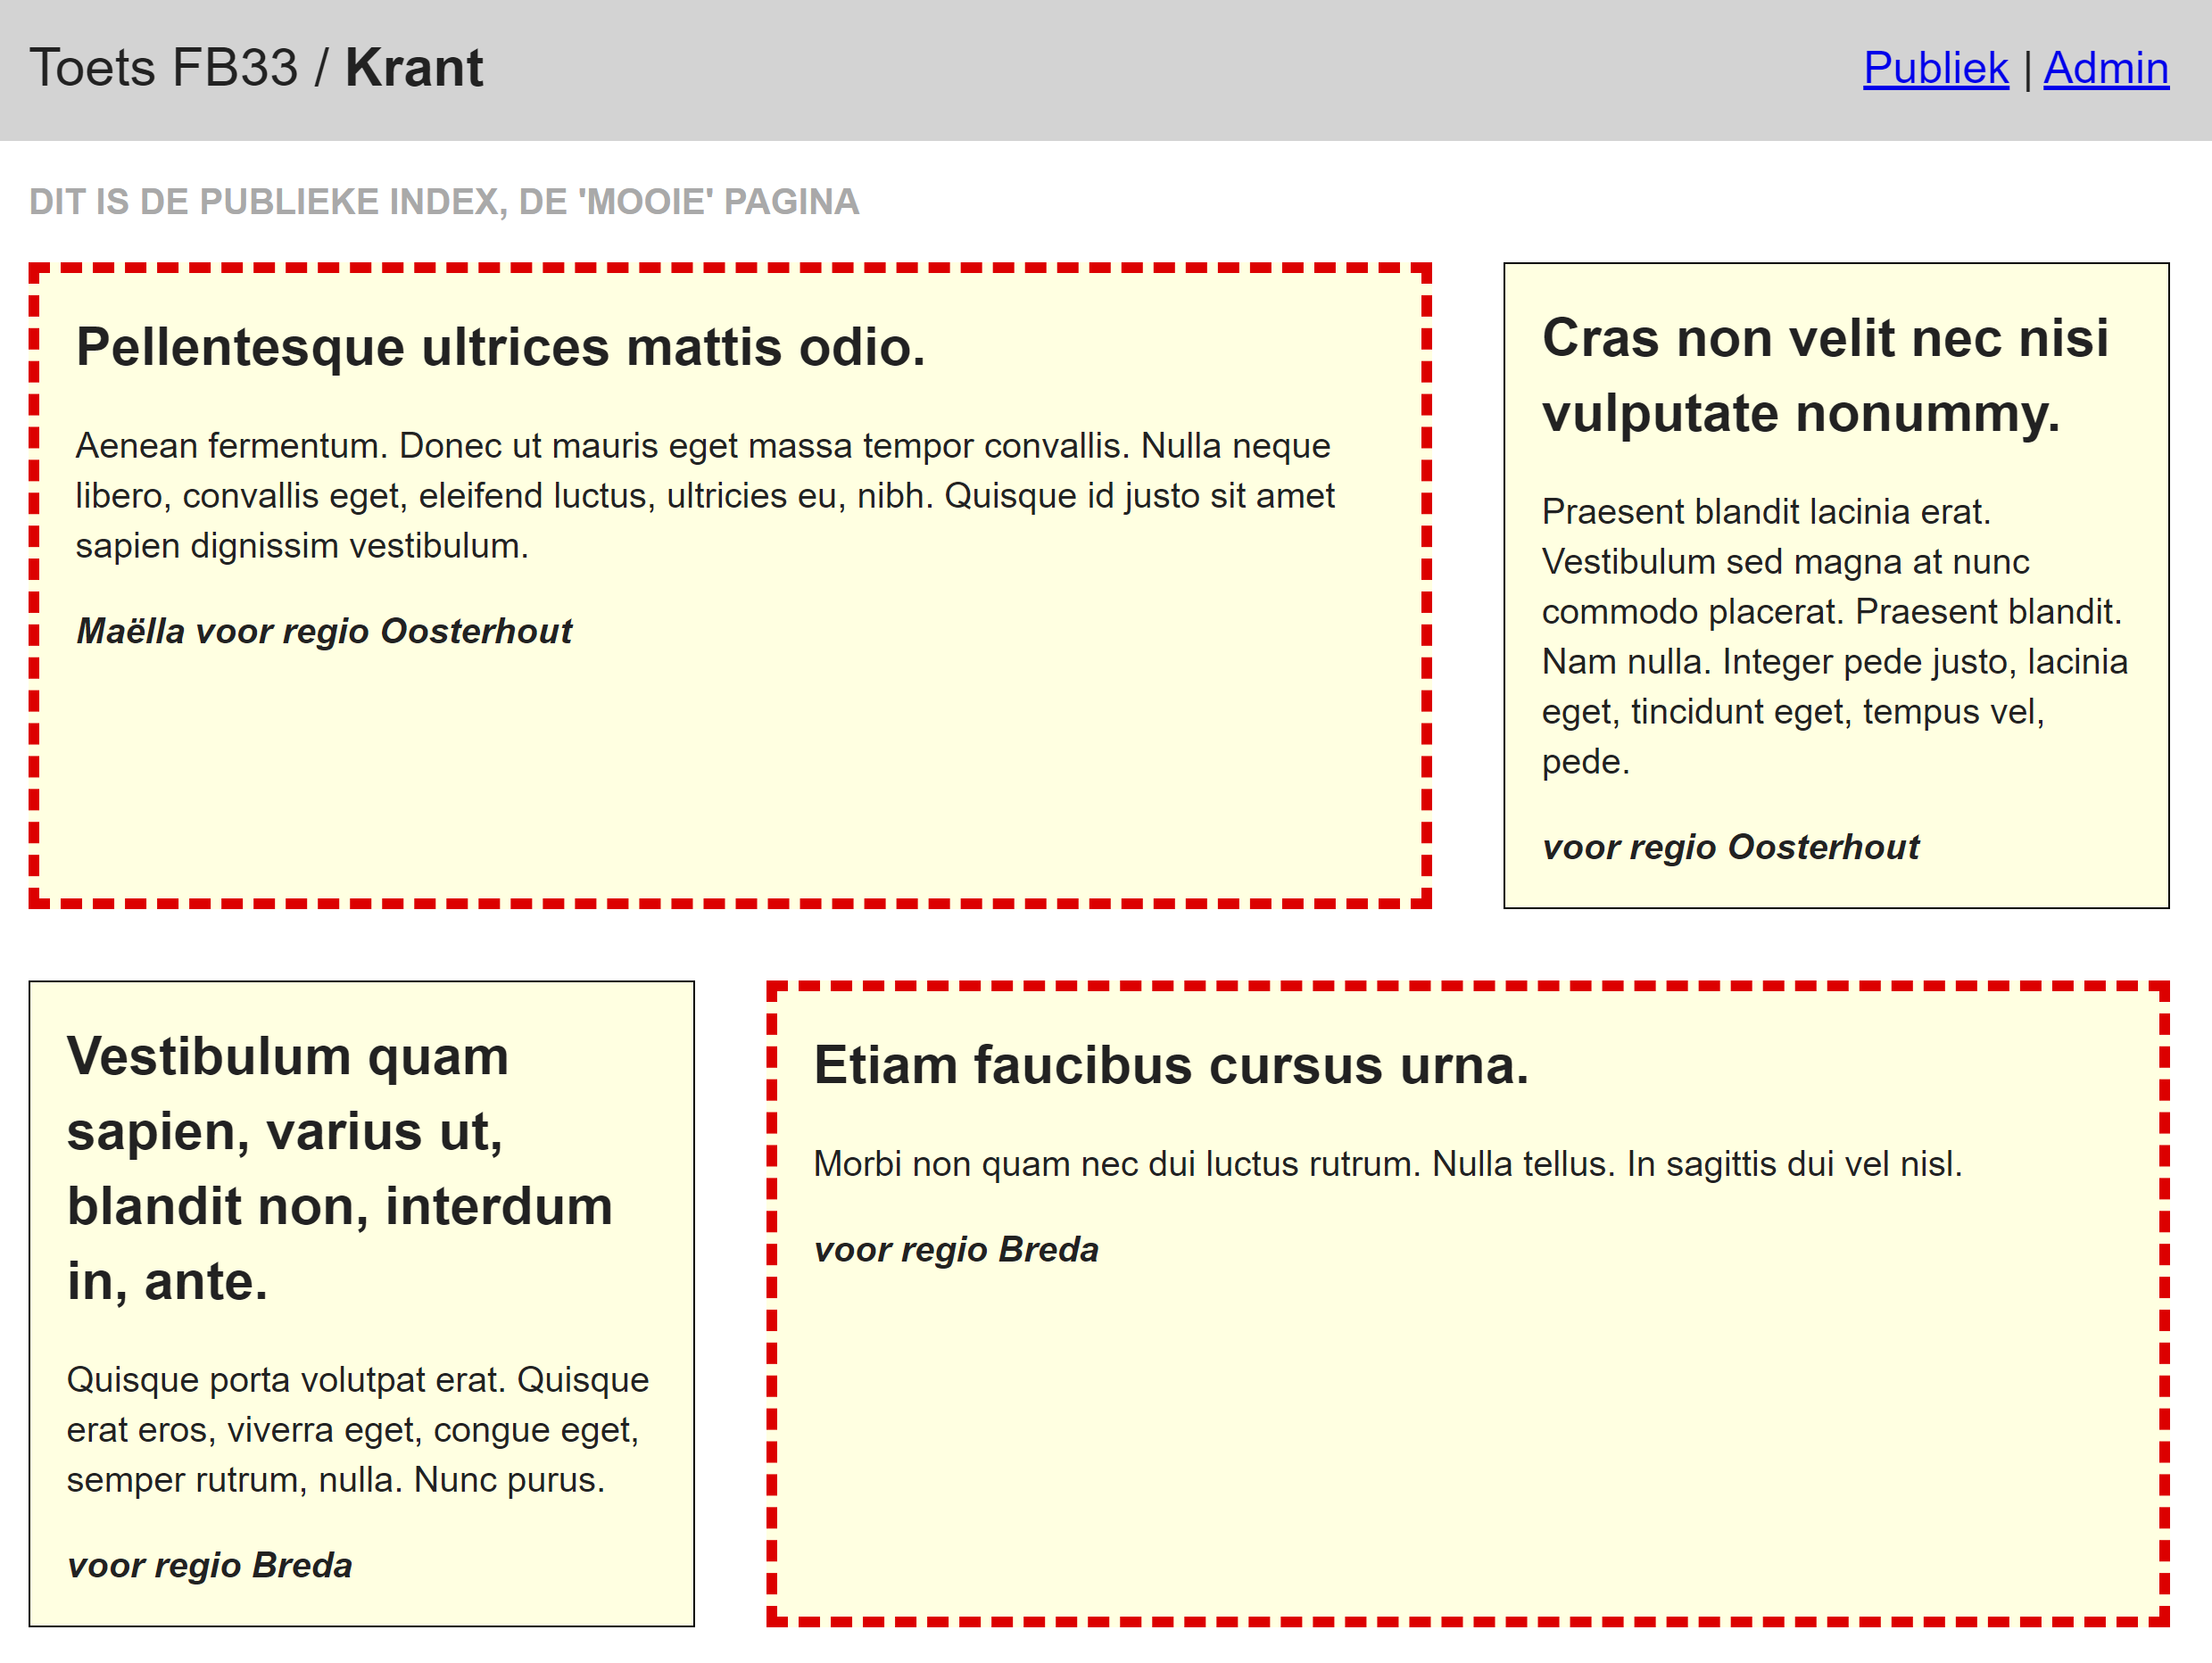 Toets FB33 / Krant
Publiek | Admin
DIT IS DE PUBLIEKE INDEX, DE 'MOOIE' PAGINA
Pellentesque ultrices mattis odio.
Aenean fermentum. Donec ut mauris eget massa tempor convallis. Nulla neque
libero, convallis eget, eleifend luctus, ultricies eu, nibh. Quisque id justo sit amet
sapien dignissim vestibulum.
Maëlla voor regio Oosterhout
Cras non velit nec nisi
vulputate nonummy.
Praesent blandit lacinia erat.
Vestibulum sed magna at nunc
commodo placerat. Praesent blandit.
Nam nulla. Integer pede justo, lacinia
eget, tincidunt eget, tempus vel,
pede.
voor regio Oosterhout
Vestibulum quam
sapien, varius ut,
blandit non, interdum
in, ante.
Quisque porta volutpat erat. Quisque
erat eros, viverra eget, congue eget,
semper rutrum, nulla. Nunc purus.
voor regio Breda
Etiam faucibus cursus urna.
Morbi non quam nec dui luctus rutrum. Nulla tellus. In sagittis dui vel nisl.
voor regio Breda